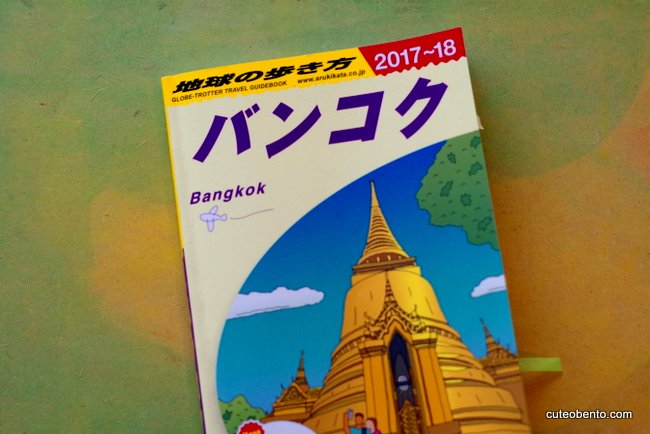 地球の歩き方
2017~18
GLOBE-TROTTER TRAVEL GUIDEBOOK
www.arukikata.co.jp
バンコク
Bangkok
cuteobento.com